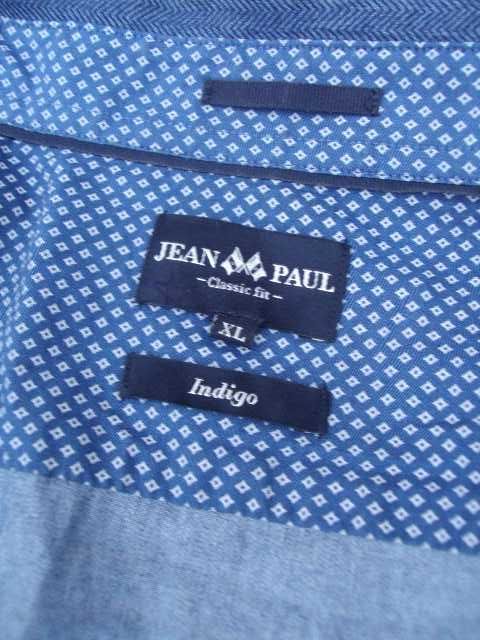 JEAN PAUL
- Classic fit -
XL
Indigo